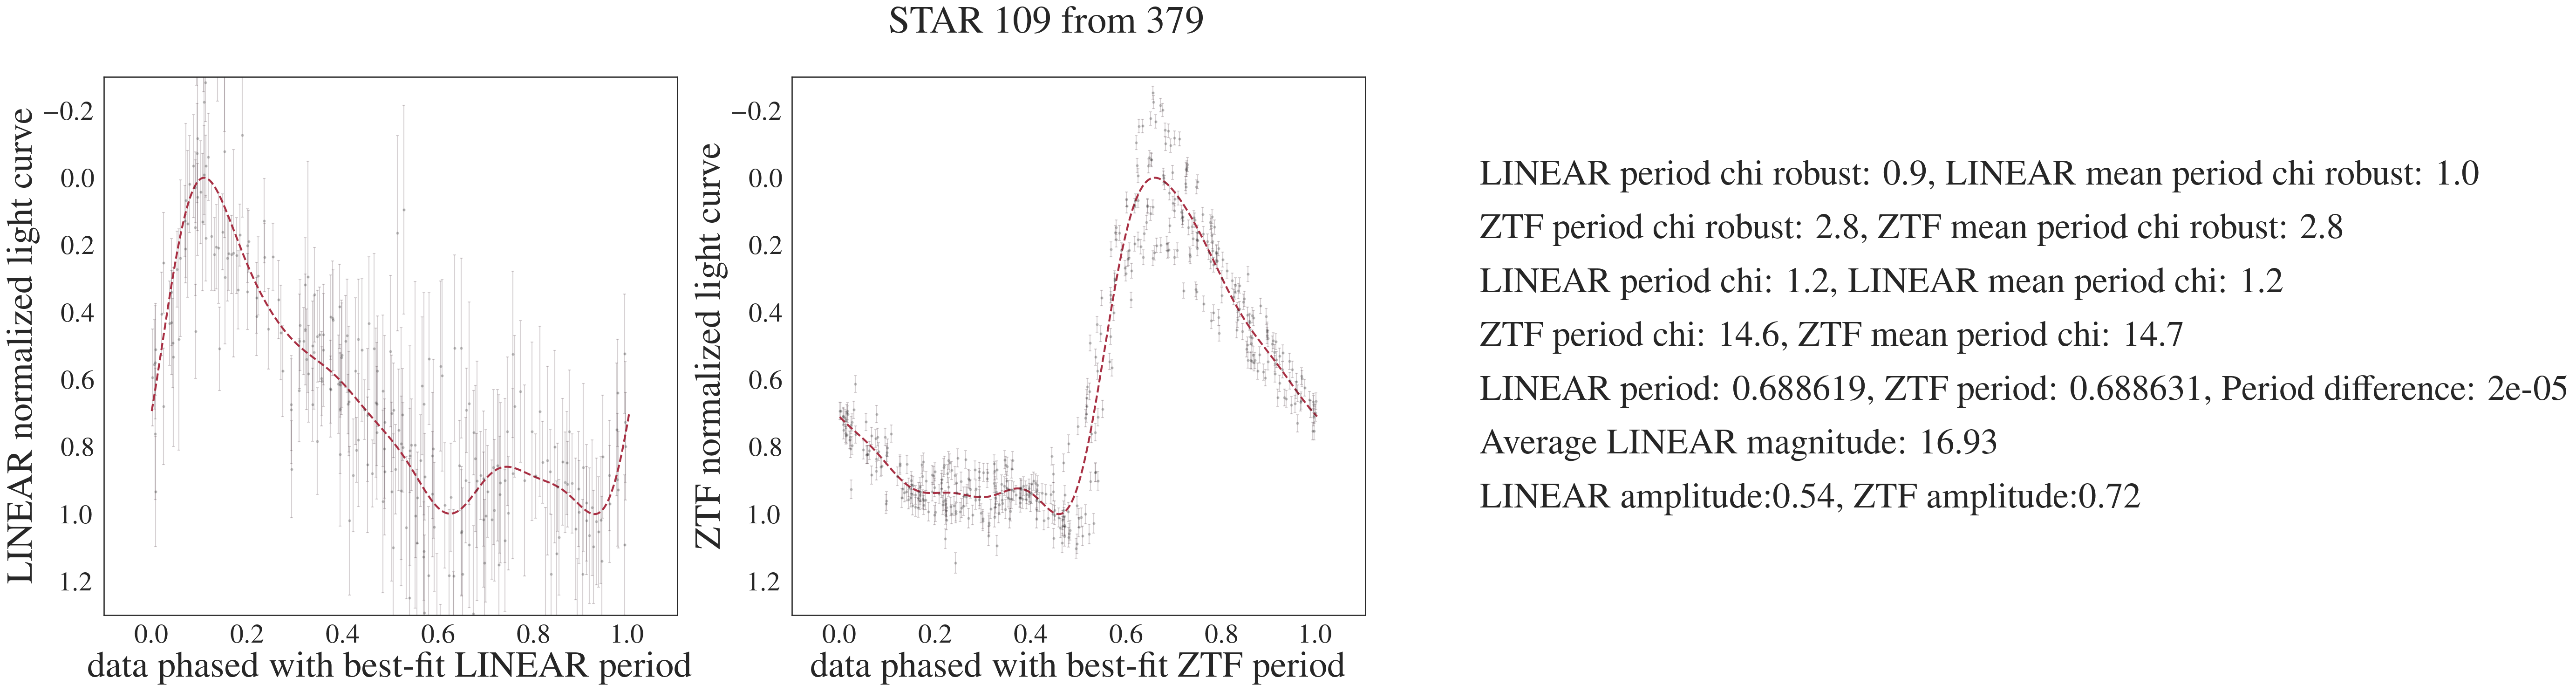 STAR 109 from 379
LINEAR normalized light curve
−0.2
0.0
0.2
0.4
0.6
0.8
1.0
1.2
0.0 0.2 0.4 0.6 0.8 1.0
data phased with best-fit LINEAR period
ZTF normalized light curve
−0.2
0.0
0.2
0.4
0.6
0.8
1.0
1.2
0.0 0.2 0.4 0.6 0.8 1.0
data phased with best-fit ZTF period
LINEAR period chi robust: 0.9, LINEAR mean period chi robust: 1.0
ZTF period chi robust: 2.8, ZTF mean period chi robust: 2.8
LINEAR period chi: 1.2, LINEAR mean period chi: 1.2
ZTF period chi: 14.6, ZTF mean period chi: 14.7
LINEAR period: 0.688619, ZTF period: 0.688631, Period difference: 2e-05
Average LINEAR magnitude: 16.93
LINEAR amplitude:0.54, ZTF amplitude:0.72